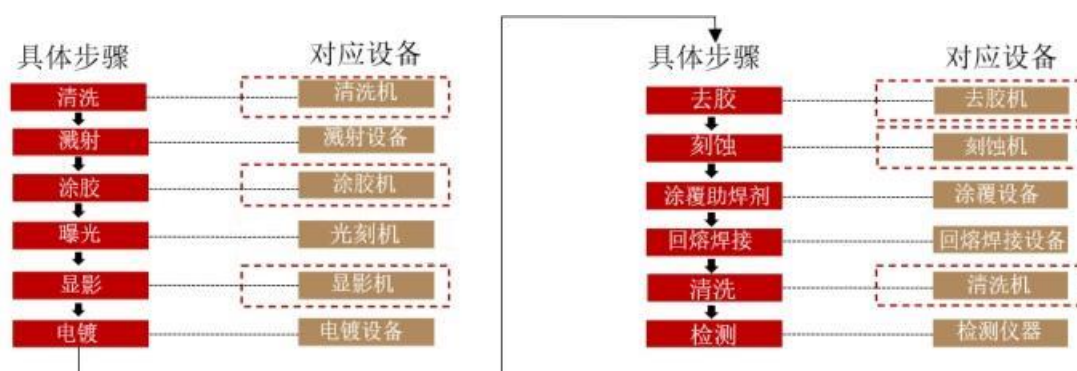 具体步骤 对应设备
清洗 清洗机
溅射 溅射设备
涂胶 涂胶机
曝光 光刻机
显影 显影机
电镀 电镀设备
具体步骤 对应设备
去胶 去胶机
刻蚀 刻蚀机
涂覆助焊剂 涂覆设备
回熔焊接 回熔焊接设备
清洗 清洗机
检测 检测仪器